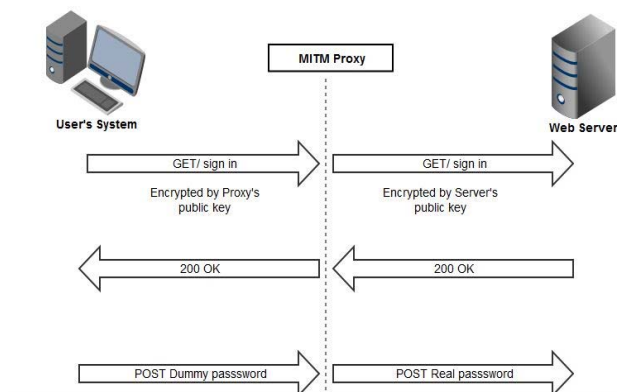 MITM Proxy
User's System
Web Server
GET/ sign in
GET/ sign in
Encrypted by Proxy's
public key
Encrypted by Server's
public key
200 OK
200 OK
POST Dummy passsword
POST Real passsword